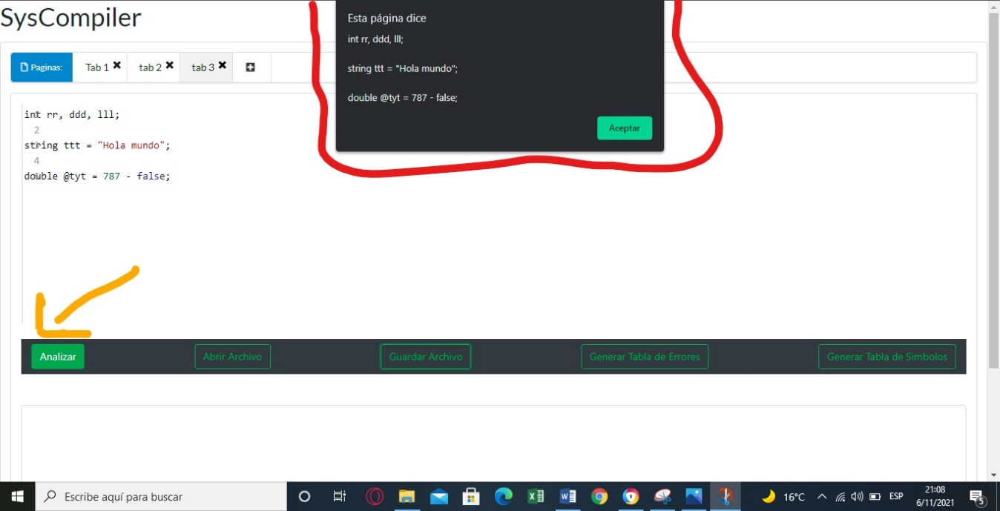 SysCompiler
Esta página dice
int rr, ddd, lll;
string ttt = "Hola mundo";
double @tyt = 787 - false;
Aceptar
Paginas: Tab 1 tab 2 tab 3
int rr, ddd, lll;
2
string ttt = "Hola mundo";
4
double @tyt = 787 - false;
Analizar Abrir Archivo Guardar Archivo Generar Tabla de Errores Generar Tabla de Simbolos
Escribe aquí para buscar
16°C ESP
21:08
6/11/2021
5